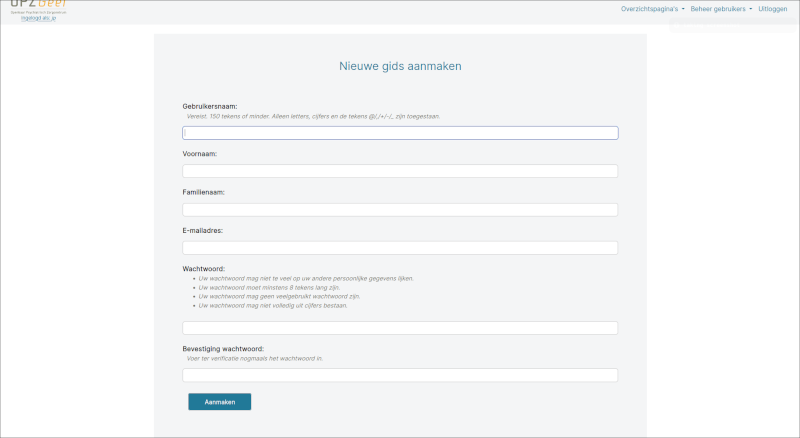 UPZ Geel
ingelogd als: jp
Overzichtspagina's Beheer gebruikers Uitloggen
Nieuwe gids aanmaken
Gebruikersnaam:
Vereist. 150 tekens of minder. Alleen letters, cijfers en de tekens @/./+/-/_ zijn toegestaan.
Voornaam:
Familienaam:
E-mailadres:
Wachtwoord:
• Uw wachtwoord mag niet te veel op uw andere persoonlijke gegevens lijken.
• Uw wachtwoord moet minstens 8 tekens lang zijn.
• Uw wachtwoord mag geen veelgebruikt wachtwoord zijn.
• Uw wachtwoord mag niet volledig uit cijfers bestaan.
Bevestiging wachtwoord:
Voer ter verificatie nogmaals het wachtwoord in.
Aanmaken